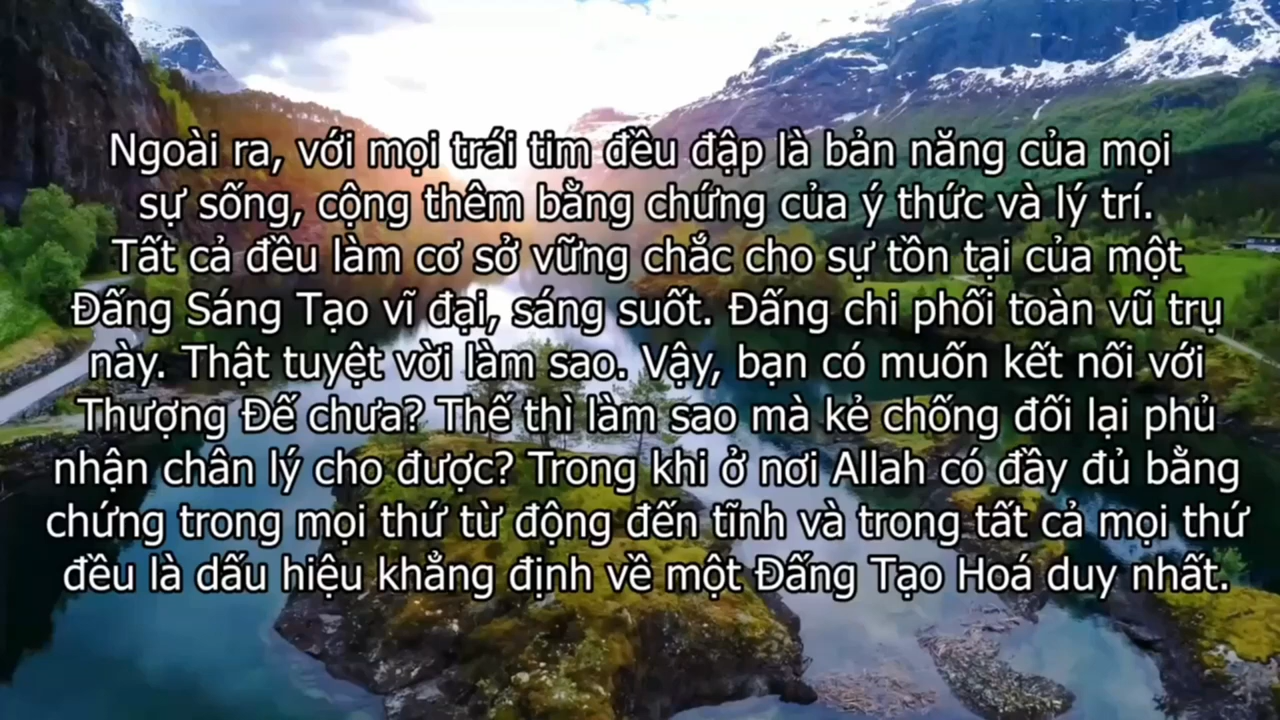 Ngoài ra, với mọi trái tim đều đập là bản năng của mọi
sự sống, cộng thêm bằng chứng của ý thức và lý trí.
Tất cả đều làm cơ sở vững chắc cho sự tồn tại của một
Đấng Sáng Tạo vĩ đại, sáng suốt. Đấng chi phối toàn vũ trụ
này. Thật tuyệt vời làm sao. Vậy, bạn có muốn kết nối với
Thượng Đế chưa? Thế thì làm sao mà kẻ chống đối lại phủ
nhận chân lý cho được? Trong khi ở nơi Allah có đầy đủ bằng
chứng trong mọi thứ từ động đến tĩnh và trong tất cả mọi thứ
đều là dấu hiệu khẳng định về một Đấng Tạo Hoá duy nhất.